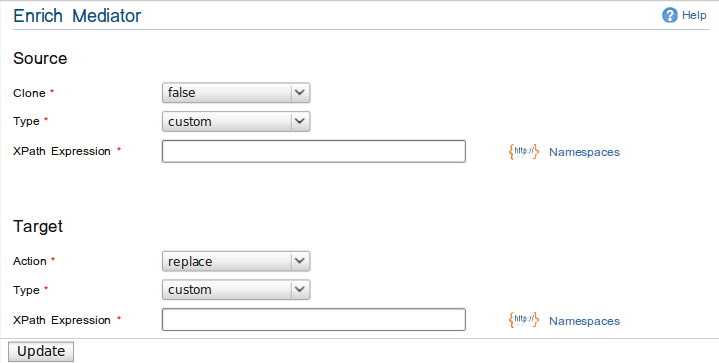 Enrich Mediator
Help
Source
Clone *
false
Type *
custom
XPath Expression *
{http://} Namespaces
Target
Action *
replace
Type *
custom
XPath Expression *
{http://} Namespaces
Update